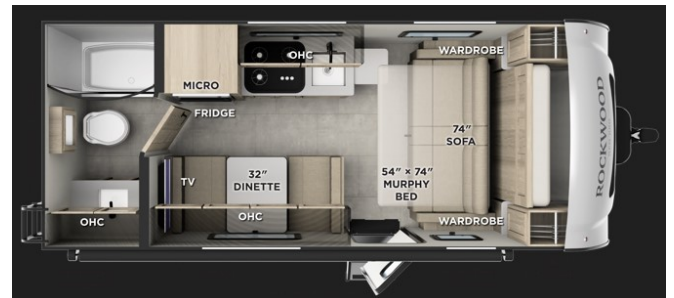 OHC
WARDROBE
MICRO
FRIDGE
74"
SOFA
ROCKWOOD
TV
32"
DINETTE
54" × 74"
MURPHY
BED
OHC
OHC
WARDROBE